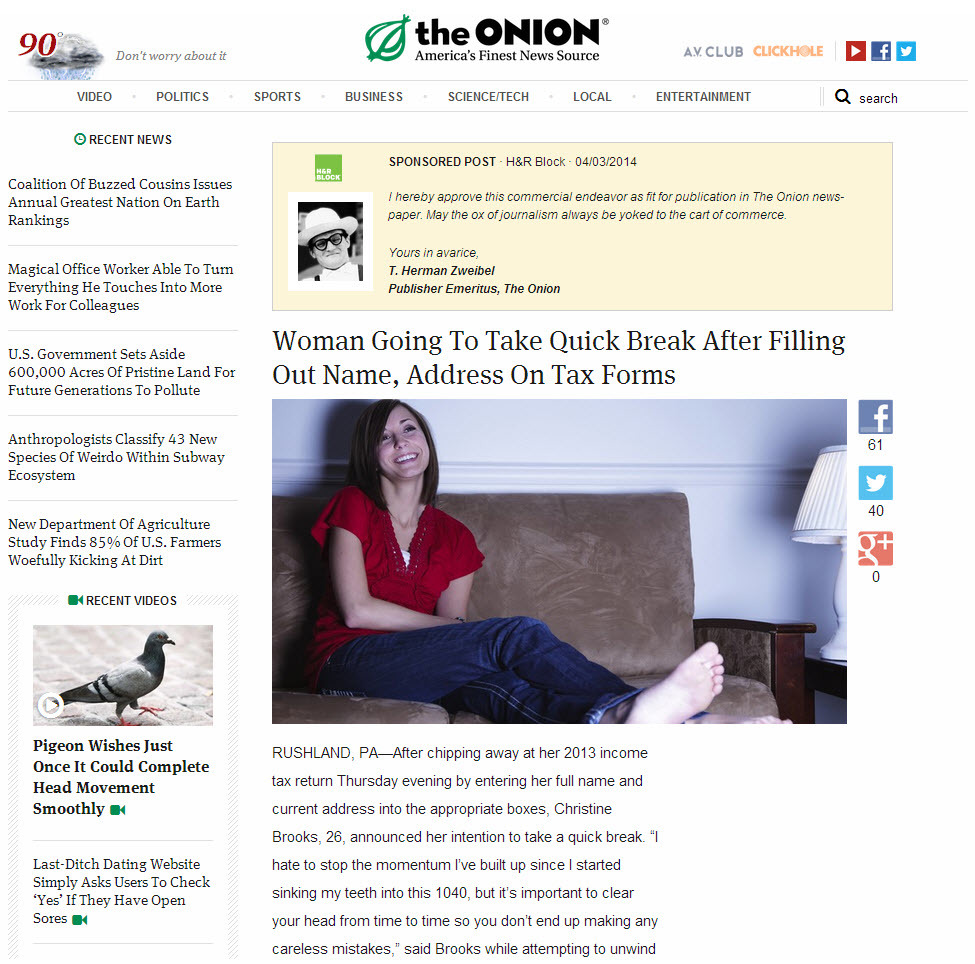 90°
Don't worry about it
the ONION®
America's Finest News Source
A.V. CLUB CLICKHOLE
VIDEO • POLITICS • SPORTS • BUSINESS • SCIENCE/TECH • LOCAL • ENTERTAINMENT
search
RECENT NEWS
Coalition Of Buzzed Cousins Issues
Annual Greatest Nation On Earth
Rankings
Magical Office Worker Able To Turn
Everything He Touches Into More
Work For Colleagues
U.S. Government Sets Aside
600,000 Acres Of Pristine Land For
Future Generations To Pollute
Anthropologists Classify 43 New
Species Of Weirdo Within Subway
Ecosystem
New Department Of Agriculture
Study Finds 85% Of U.S. Farmers
Woefully Kicking At Dirt
RECENT VIDEOS
Pigeon Wishes Just
Once It Could Complete
Head Movement
Smoothly
Last-Ditch Dating Website
Simply Asks Users To Check
‘Yes’ If They Have Open
Sores
H&R
BLOCK
SPONSORED POST · H&R Block · 04/03/2014
I hereby approve this commercial endeavor as fit for publication in The Onion news-
paper. May the ox of journalism always be yoked to the cart of commerce.
Yours in avarice,
T. Herman Zweibel
Publisher Emeritus, The Onion
Woman Going To Take Quick Break After Filling
Out Name, Address On Tax Forms
f
61
40
g+
0
RUSHLAND, PA—After chipping away at her 2013 income
tax return Thursday evening by entering her full name and
current address into the appropriate boxes, Christine
Brooks, 26, announced her intention to take a quick break. “I
hate to stop the momentum I’ve built up since I started
sinking my teeth into this 1040, but it’s important to clear
your head from time to time so you don’t end up making any
careless mistakes,” said Brooks while attempting to unwind